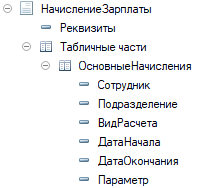 НачислениеЗарплаты
Реквизиты
Табличные части
ОсновныеНачисления
Сотрудник
Подразделение
ВидРасчета
ДатаНачала
ДатаОкончания
Параметр